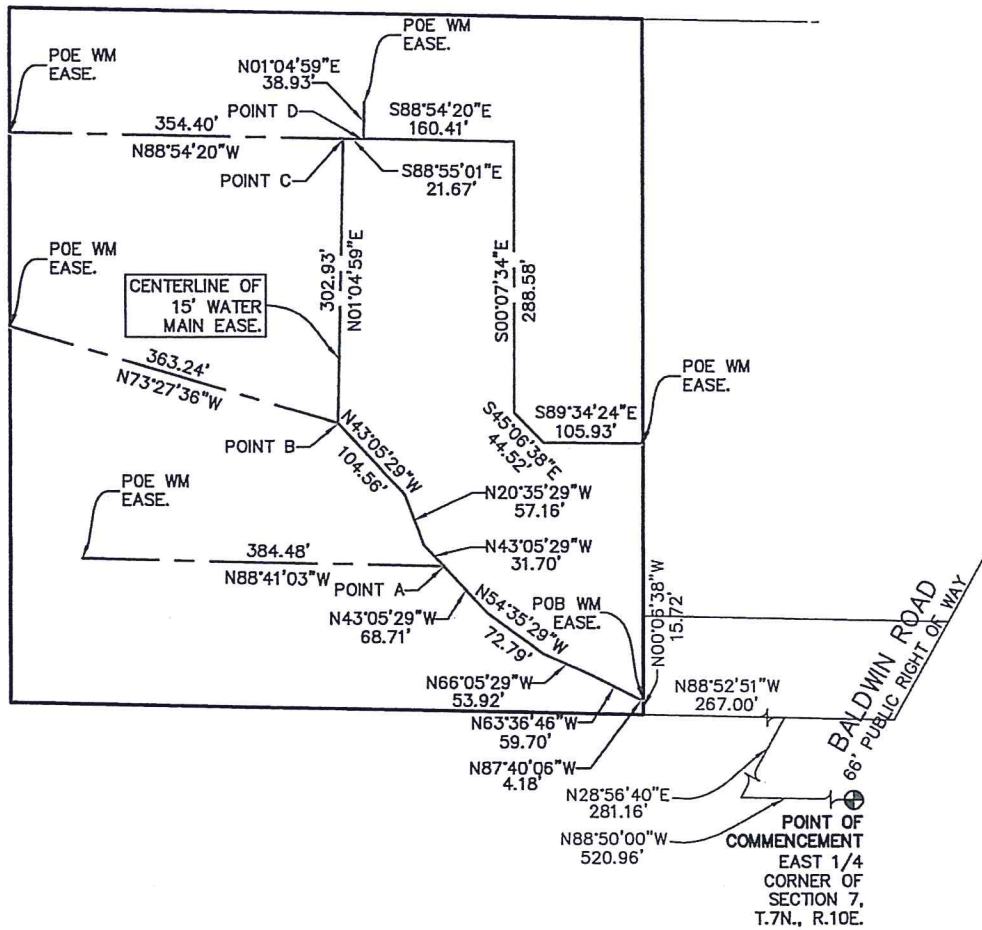 POE WM
EASE.
POE WM
EASE.
N01°04'59"E
38.93'
POINT D
S88°54'20"E
160.41'
354.40'
N88°54'20"W
POINT C
S88°55'01"E
21.67'
POE WM
EASE.
CENTERLINE OF
15' WATER
MAIN EASE.
302.93'
N01°04'59"E
S00°07'34"E
288.58'
363.24'
N73°27'36"W
POE WM
EASE.
S89°34'24"E
105.93'
S45°06'38"E
44.52'
POINT B
N43°05'29"W
104.56'
POE WM
EASE.
N20°35'29"W
57.16'
384.48'
N88°41'03"W
N43°05'29"W
31.70'
POINT A
N43°05'29"W
68.71'
N54°35'29"W
72.79'
POB WM
EASE.
N00°06'38"W
15.72'
N66°05'29"W
53.92'
N63°36'46"W
59.70'
N87°40'06"W
4.18'
N88°52'51"W
267.00'
BALDWIN ROAD
66' PUBLIC RIGHT OF WAY
N28°56'40"E
281.16'
N88°50'00"W
520.96'
POINT OF
COMMENCEMENT
EAST 1/4
CORNER OF
SECTION 7,
T.7N., R.10E.